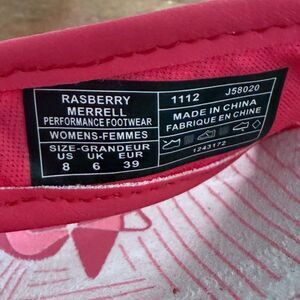 RASBERRY
MERRELL
PERFORMANCE FOOTWEAR
WOMENS-FEMMES
SIZE-GRANDEUR
US UK EUR
8 6 39
1112 J58020
MADE IN CHINA
FABRIQUE EN CHINE
1243172